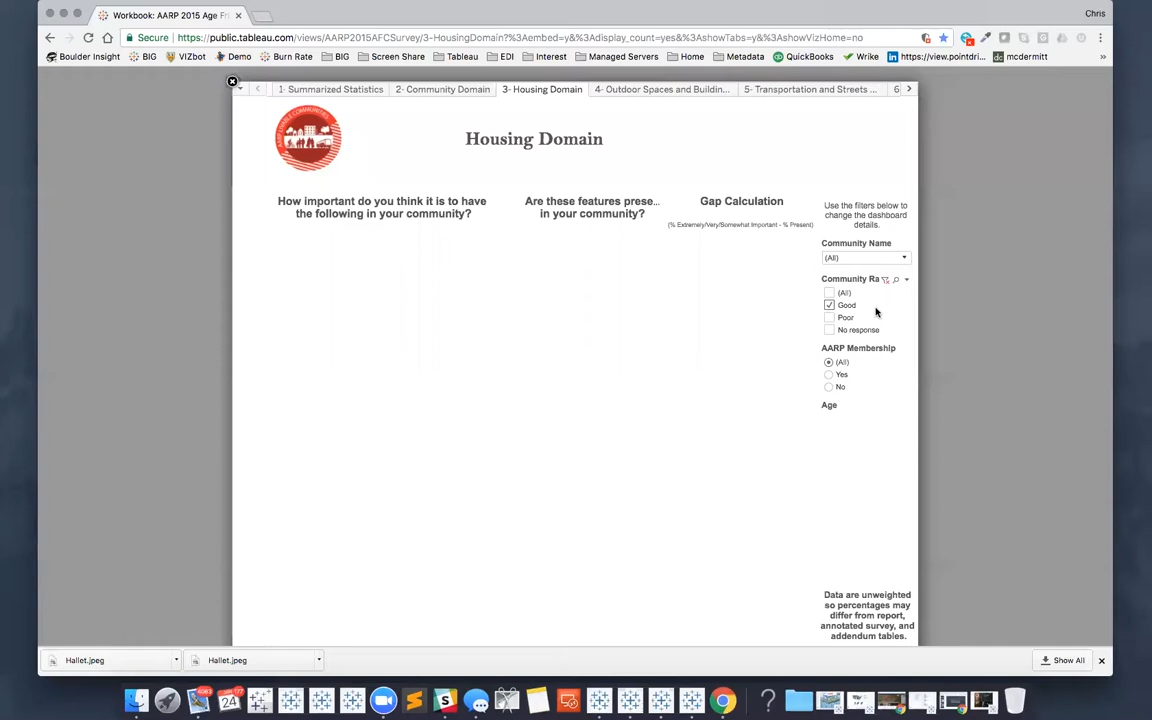 Workbook: AARP 2015 Age Fri
Chris
Secure
https://public.tableau.com/views/AARP2015AFCSurvey/3-HousingDomain?%3Aembed=y&%3Adisplay_count=yes&%3AshowTabs=y&%3AshowVizHome=no
Boulder Insight BIG VIZbot Demo Burn Rate BIG Screen Share Tableau EDI Interest Managed Servers Home Metadata QuickBooks Wrike https://view.pointdri... mcdermitt
1- Summarized Statistics 2- Community Domain 3- Housing Domain 4- Outdoor Spaces and Buildin... 5- Transportation and Streets ... 6
Housing Domain
How important do you think it is to have
the following in your community?
Are these features prese...
in your community?
Gap Calculation
(% Extremely/Very/Somewhat Important - % Present)
Use the filters below to
change the dashboard
details.
Community Name
(All)
Community Ra
(All)
Good
Poor
No response
AARP Membership
(All)
Yes
No
Age
Data are unweighted
so percentages may
differ from report,
annotated survey, and
addendum tables.
Hallet.jpeg
Hallet.jpeg
Show All